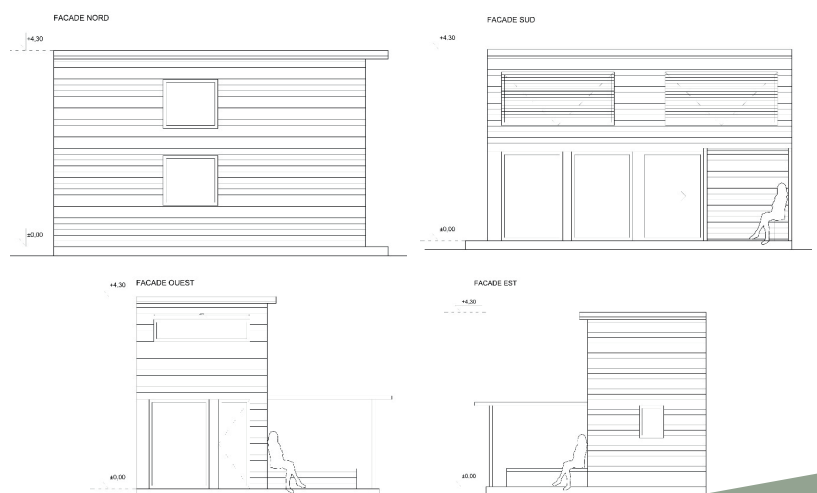 FACADE NORD
+4,30
±0,00
FACADE SUD
+4.30
±0.00
FACADE OUEST
+4.30
±0,00
FACADE EST
+4,30
±0.00